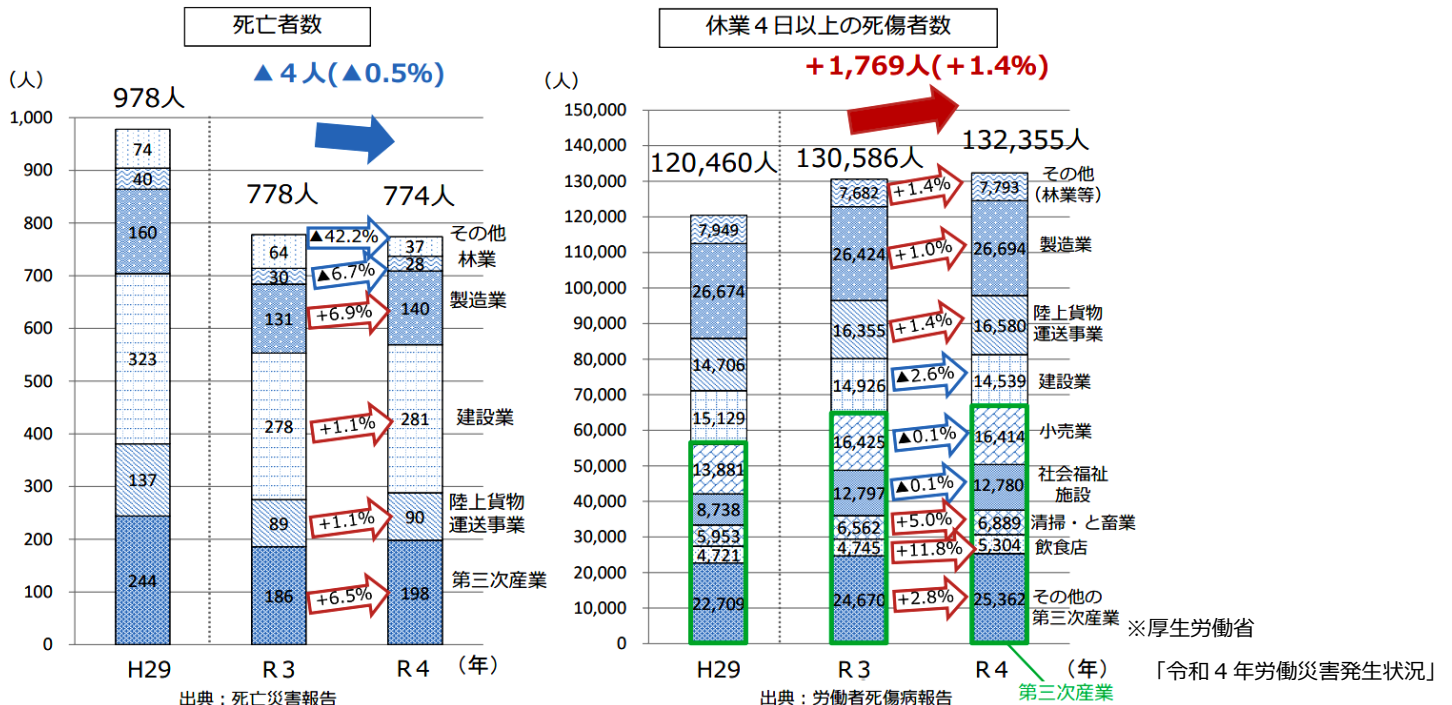 死亡者数
▲４人(▲0.5%)
（人）
978人
778人
774人
1,000
900
800
700
600
500
400
300
200
100
0
74
40
160
323
137
244
64
30
131
278
89
186
▲42.2%
▲6.7%
+6.9%
+1.1%
+1.1%
+6.5%
37
28
140
281
90
198
その他
林業
製造業
建設業
陸上貨物
運送事業
第三次産業
H29
R３
R４
（年）
出典：死亡災害報告
休業４日以上の死傷者数
+1,769人(+1.4%)
（人）
120,460人
130,586人
132,355人
150,000
140,000
130,000
120,000
110,000
100,000
90,000
80,000
70,000
60,000
50,000
40,000
30,000
20,000
10,000
0
7,949
26,674
14,706
15,129
13,881
8,738
5,953
4,721
22,709
7,682
26,424
16,355
14,926
16,425
12,797
6,562
4,745
24,670
+1.4%
+1.0%
+1.4%
▲2.6%
▲0.1%
▲0.1%
+5.0%
+11.8%
+2.8%
7,793
26,694
16,580
14,539
16,414
12,780
6,889
5,304
25,362
その他
（林業等）
製造業
陸上貨物
運送事業
建設業
小売業
社会福祉
施設
清掃・と畜業
飲食店
その他の
第三次産業
H29
R３
R４
（年）
出典：労働者死傷病報告
第三次産業
※厚生労働省
「令和４年労働災害発生状況」